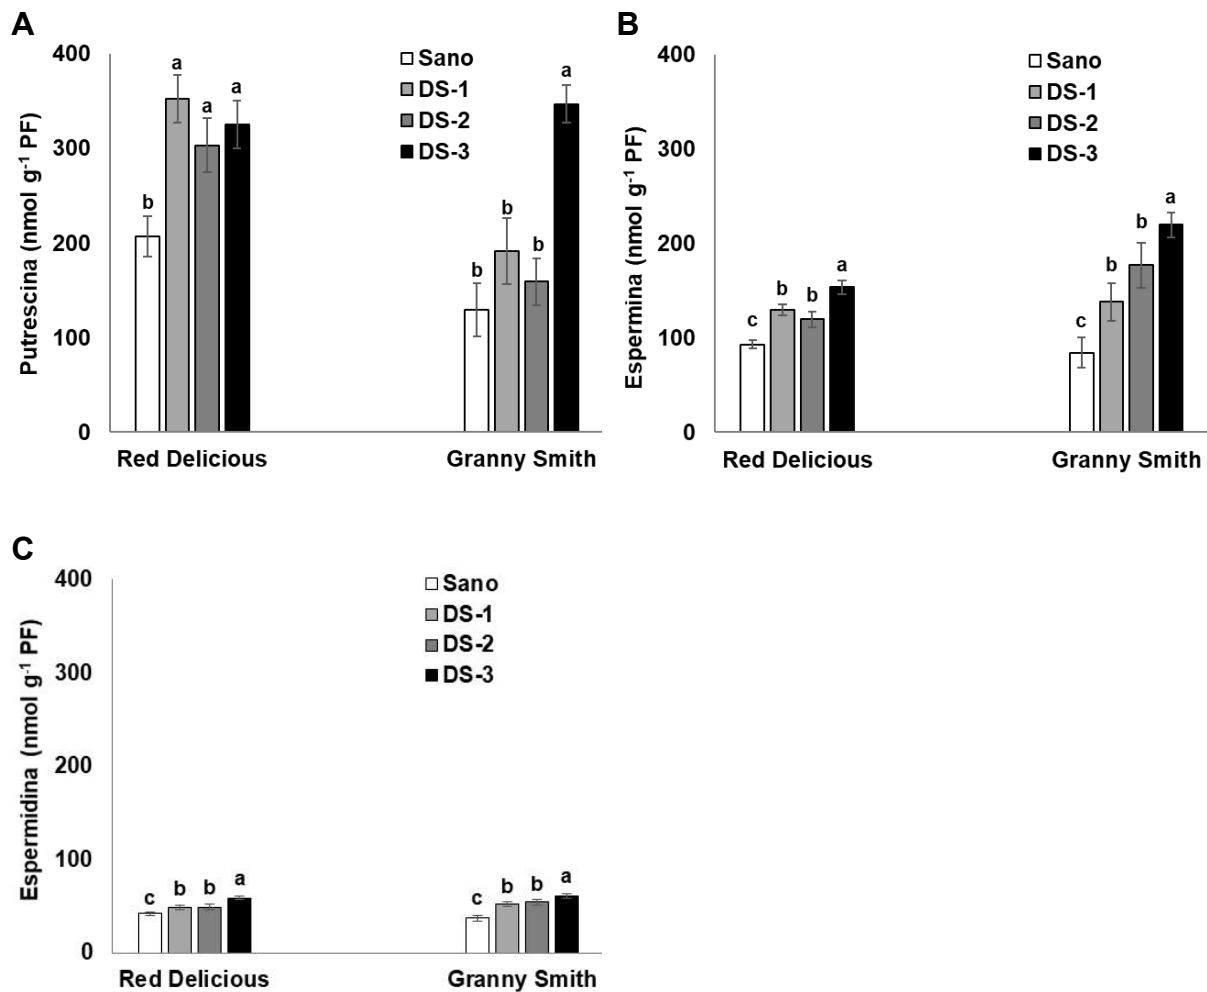 A
Putrescina (nmol g-1 PF)
400
300
200
100
0
Sano
DS-1
DS-2
DS-3
b
a
a
a
b
b
b
a
Red Delicious
Granny Smith
B
Espermina (nmol g-1 PF)
400
300
200
100
0
Sano
DS-1
DS-2
DS-3
c
b
b
a
c
b
b
a
Red Delicious
Granny Smith
C
Espermidina (nmol g-1 PF)
400
300
200
100
0
Sano
DS-1
DS-2
DS-3
c
b
b
a
c
b
b
a
Red Delicious
Granny Smith